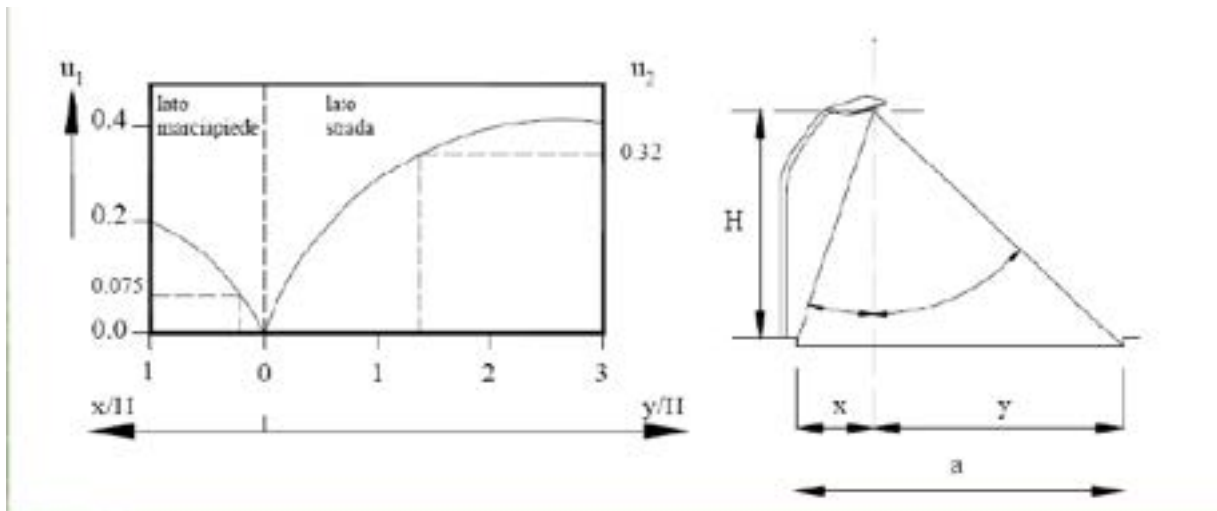 u₁
u₂
lato
marciapiede
lato
strada
0.4
0.32
0.2
0.075
0.0
1 0 1 2 3
x/H
y/H
H
x
y
a